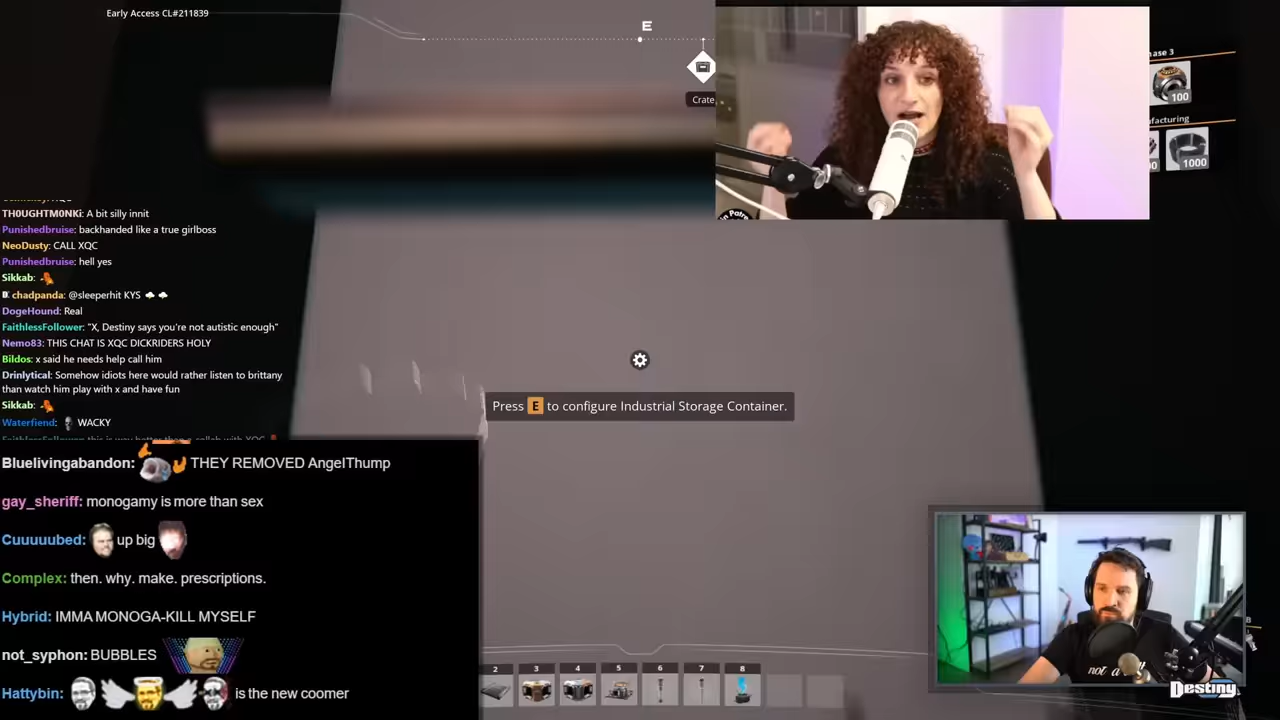 Early Access CL#211839
E
Crate
100
1000
TH0UGHTM0NKi: A bit silly innit
Punishedbruise: backhanded like a true girlboss
NeoDusty: CALL XQC
Punishedbruise: hell yes
Sikkab:
chadpanda: @sleeperhit KYS
DogeHound: Real
FaithlessFollower: "X, Destiny says you're not autistic enough"
Nemo83: THIS CHAT IS XQC DICKRIDERS HOLY
Bildos: x said he needs help call him
Drinlytical: Somehow idiots here would rather listen to brittany
than watch him play with x and have fun
Sikkab:
Waterfiend: WACKY
Press E to configure Industrial Storage Container.
Bluelivingabandon: THEY REMOVED AngelThump
gay_sheriff: monogamy is more than sex
Cuuuuubed: up big
Complex: then. why. make. prescriptions.
Hybrid: IMMA MONOGA-KILL MYSELF
not_syphon: BUBBLES
Hattybin: is the new coomer
2 3 4 5 6 7 8
not a
Destiny